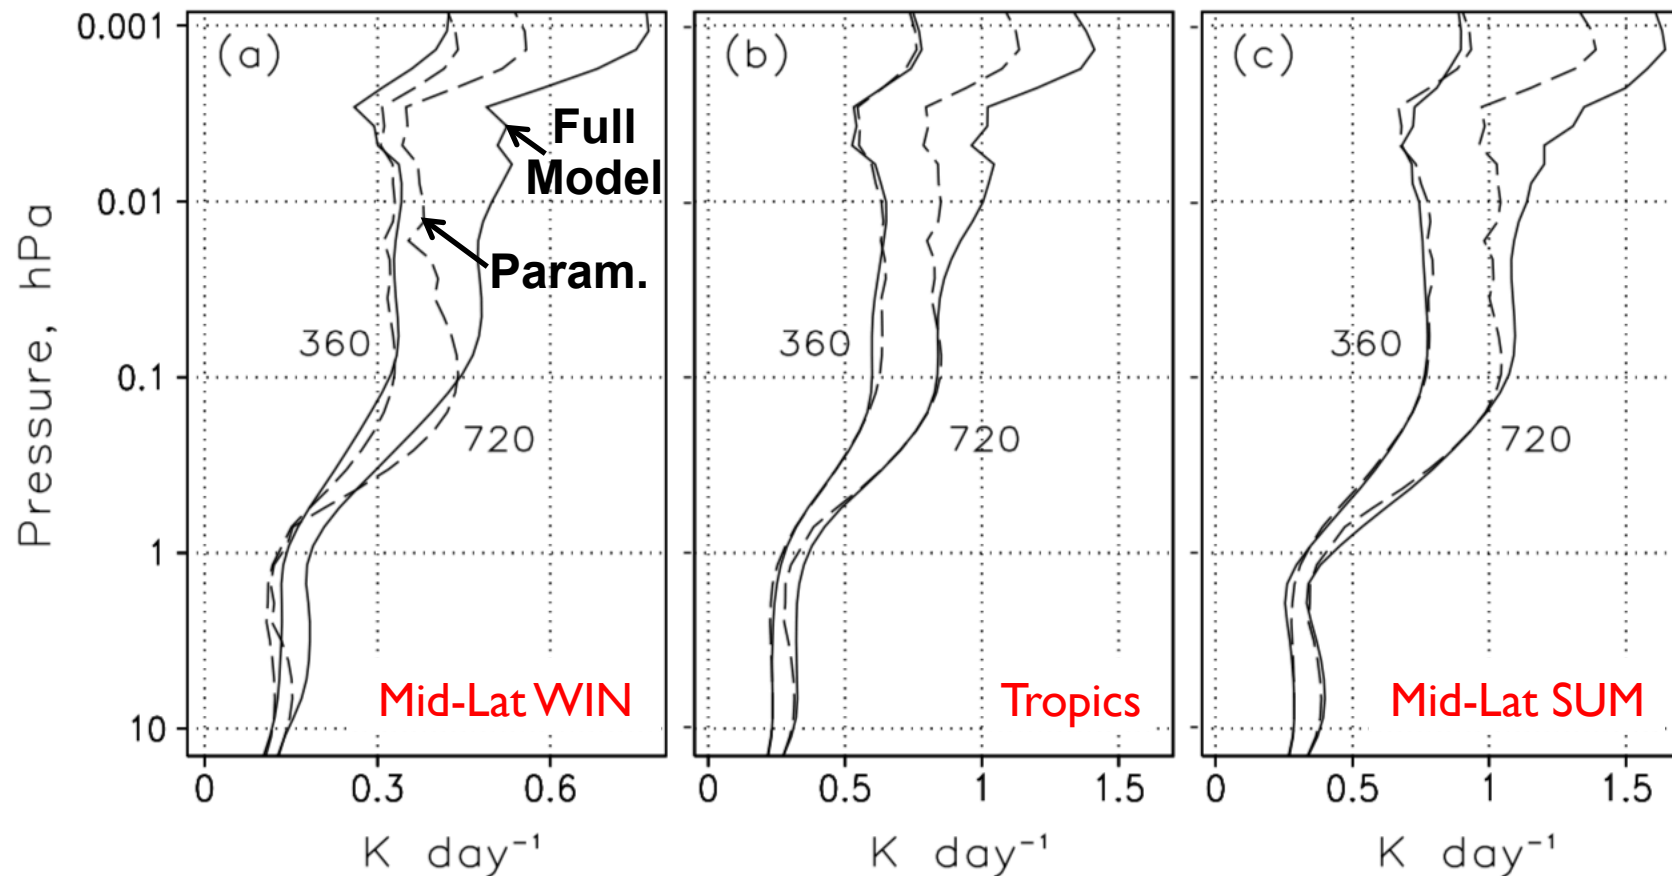 Pressure, hPa
0.001
0.01
0.1
1
10
(a)
Full
Model
Param.
360
720
Mid-Lat WIN
0
0.3
0.6
K day⁻¹
(b)
360
720
Tropics
0
0.5
1
1.5
K day⁻¹
(c)
360
720
Mid-Lat SUM
0
0.5
1
1.5
K day⁻¹